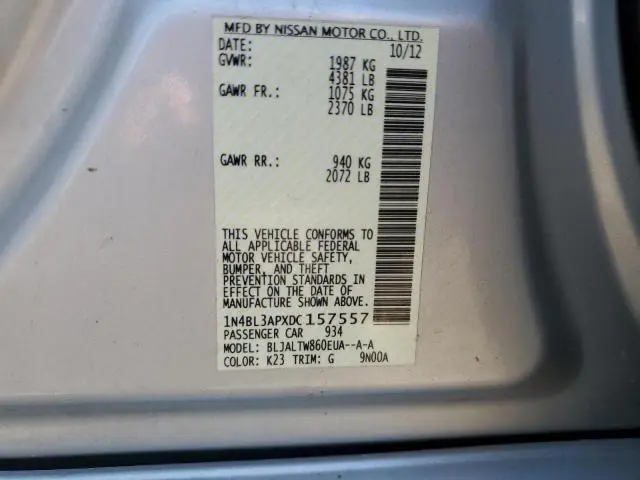 MFD BY NISSAN MOTOR CO., LTD.
DATE: 10/12
GVWR: 1987 KG
4381 LB
GAWR FR.: 1075 KG
2370 LB
GAWR RR.: 940 KG
2072 LB
THIS VEHICLE CONFORMS TO
ALL APPLICABLE FEDERAL
MOTOR VEHICLE SAFETY,
BUMPER, AND THEFT
PREVENTION STANDARDS IN
EFFECT ON THE DATE OF
MANUFACTURE SHOWN ABOVE.
1N4BL3APXDC157557
PASSENGER CAR 934
MODEL: BLJALTW860EUA--A-A
COLOR: K23 TRIM: G 9N00A